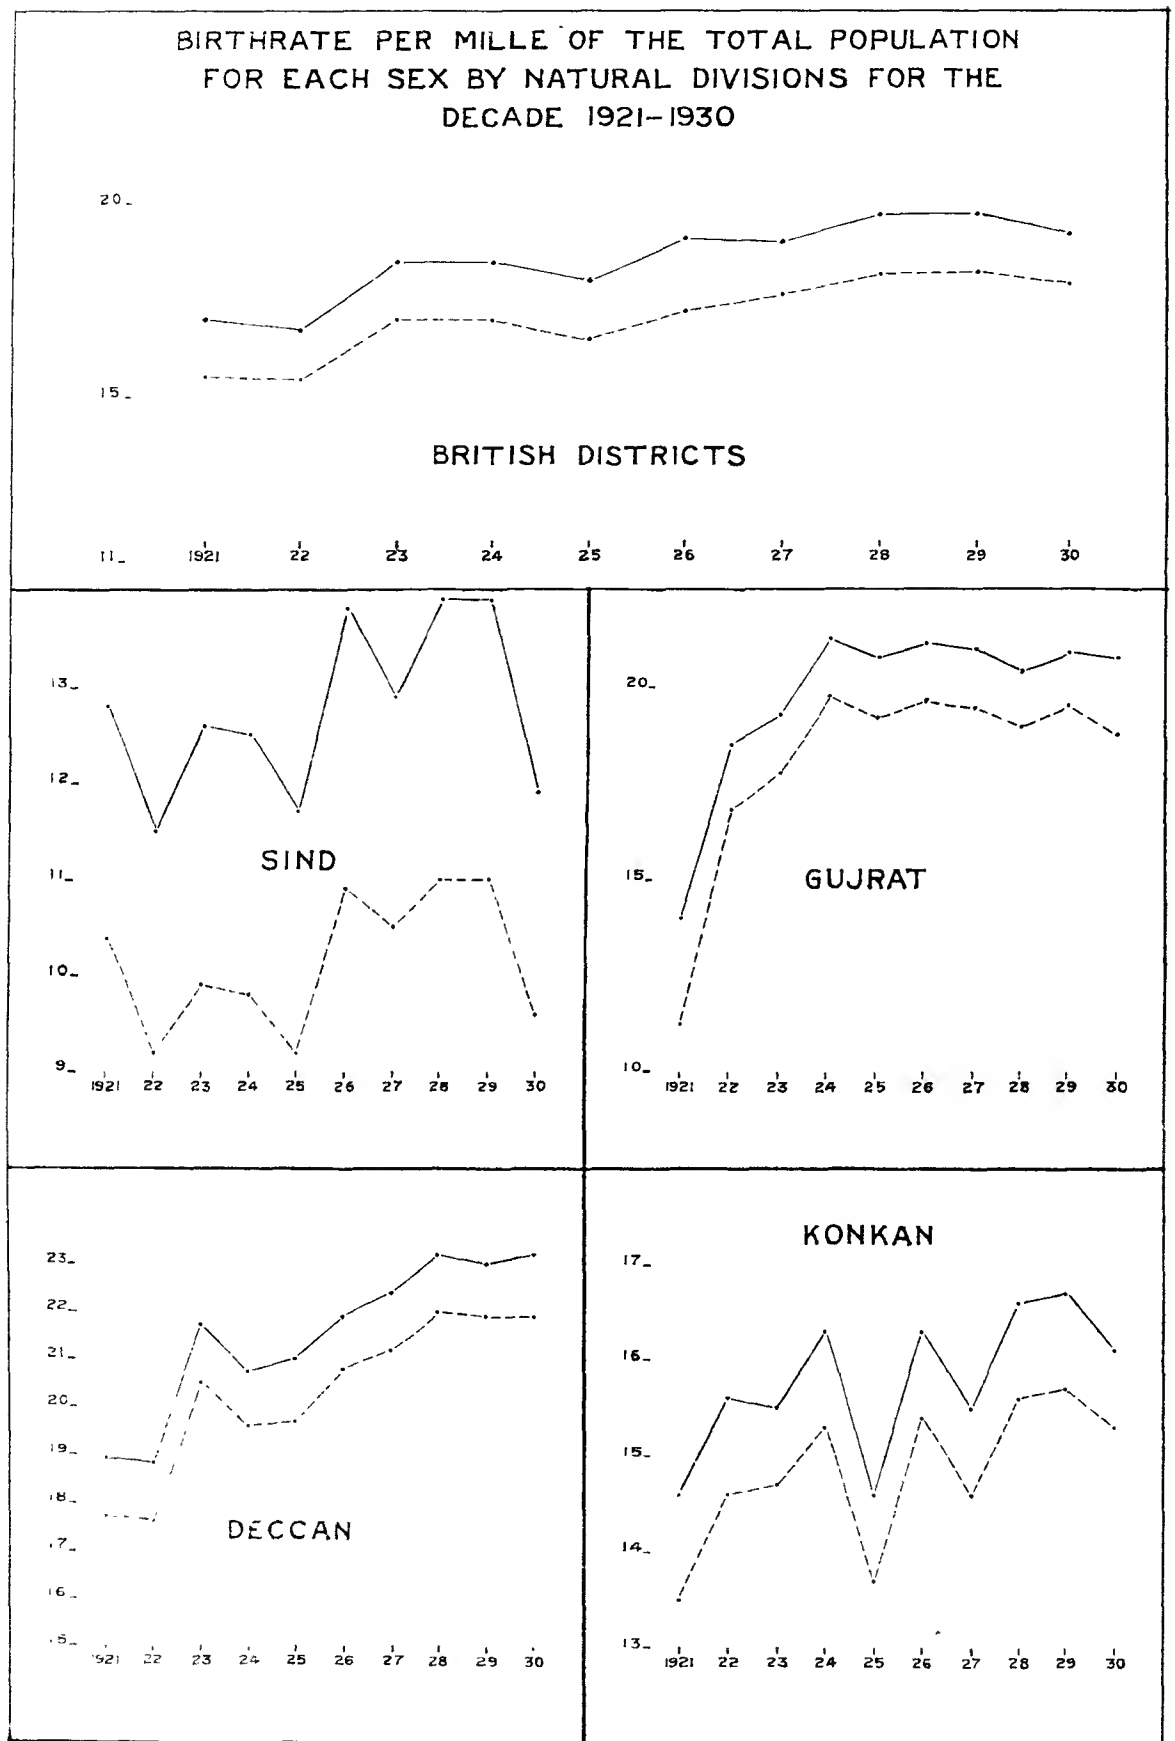 BIRTHRATE PER MILLE OF THE TOTAL POPULATION
FOR EACH SEX BY NATURAL DIVISIONS FOR THE
DECADE 1921-1930
20
15
BRITISH DISTRICTS
11
1921 22 23 24 25 26 27 28 29 30
13
12
SIND
11
10
9
1921 22 23 24 25 26 27 28 29 30
20
15
GUJRAT
10
1921 22 23 24 25 26 27 28 29 30
23
22
21
20
19
18
DECCAN
17
16
15
1921 22 23 24 25 26 27 28 29 30
KONKAN
17
16
15
14
13
1921 22 23 24 25 26 27 28 29 30